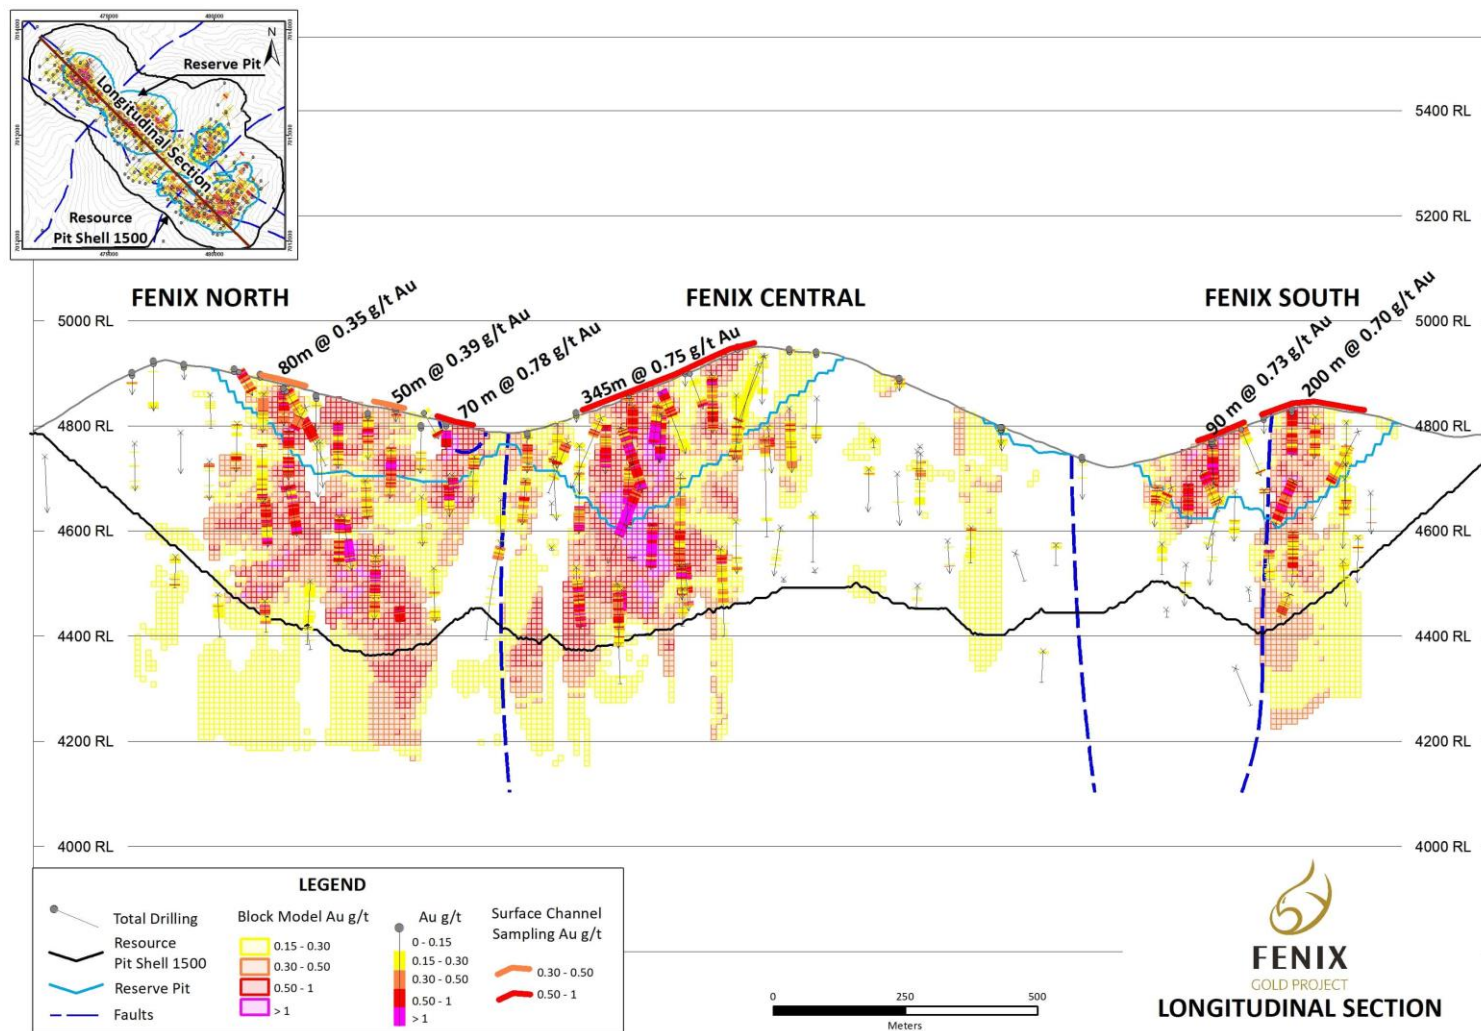 N
Reserve Pit
Longitudinal Section
Resource
Pit Shell 1500
5400 RL
5200 RL
FENIX NORTH
FENIX CENTRAL
FENIX SOUTH
5000 RL
5000 RL
80m @ 0.35 g/t Au
50m @ 0.39 g/t Au
70 m @ 0.78 g/t Au
345m @ 0.75 g/t Au
90 m @ 0.73 g/t Au
200 m @ 0.70 g/t Au
4800 RL
4800 RL
4600 RL
4600 RL
4400 RL
4400 RL
4200 RL
4200 RL
4000 RL
4000 RL
LEGEND
Total Drilling
Resource
Pit Shell 1500
Reserve Pit
Faults
Block Model Au g/t
0.15 - 0.30
0.30 - 0.50
0.50 - 1
> 1
Au g/t
0 - 0.15
0.15 - 0.30
0.30 - 0.50
0.50 - 1
> 1
Surface Channel
Sampling Au g/t
0.30 - 0.50
0.50 - 1
0
250
500
Meters
FENIX
GOLD PROJECT
LONGITUDINAL SECTION